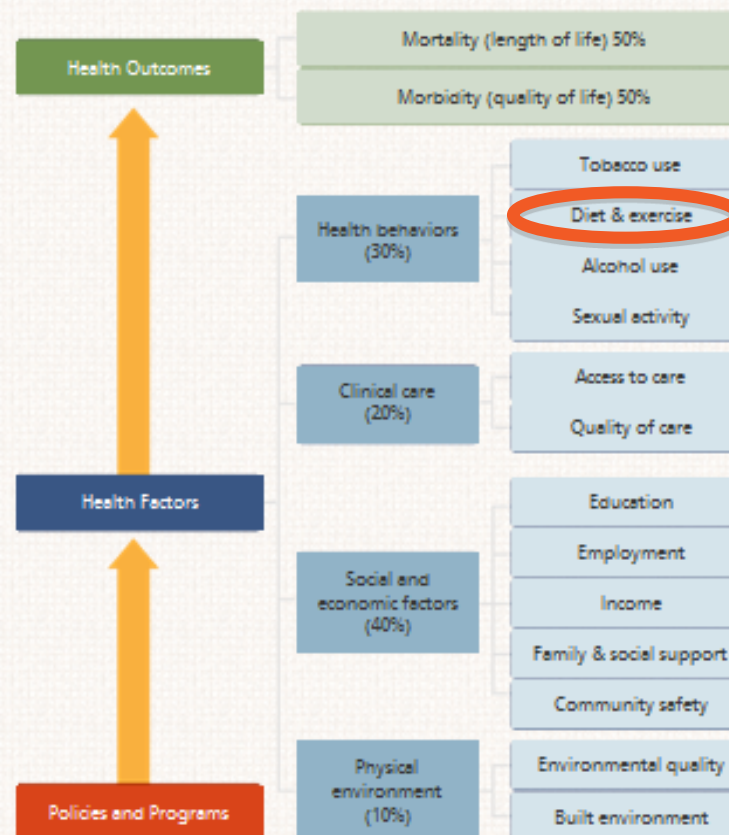 Health Outcomes
Mortality (length of life) 50%
Morbidity (quality of life) 50%
Health Factors
Health behaviors
(30%)
Tobacco use
Diet & exercise
Alcohol use
Sexual activity
Clinical care
(20%)
Access to care
Quality of care
Social and
economic factors
(40%)
Education
Employment
Income
Family & social support
Community safety
Physical
environment
(10%)
Environmental quality
Built environment
Policies and Programs